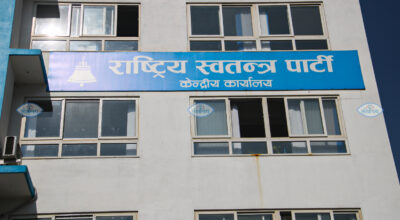 राष्ट्रिय स्वतन्त्र पार्टी
केन्द्रीय कार्यालय